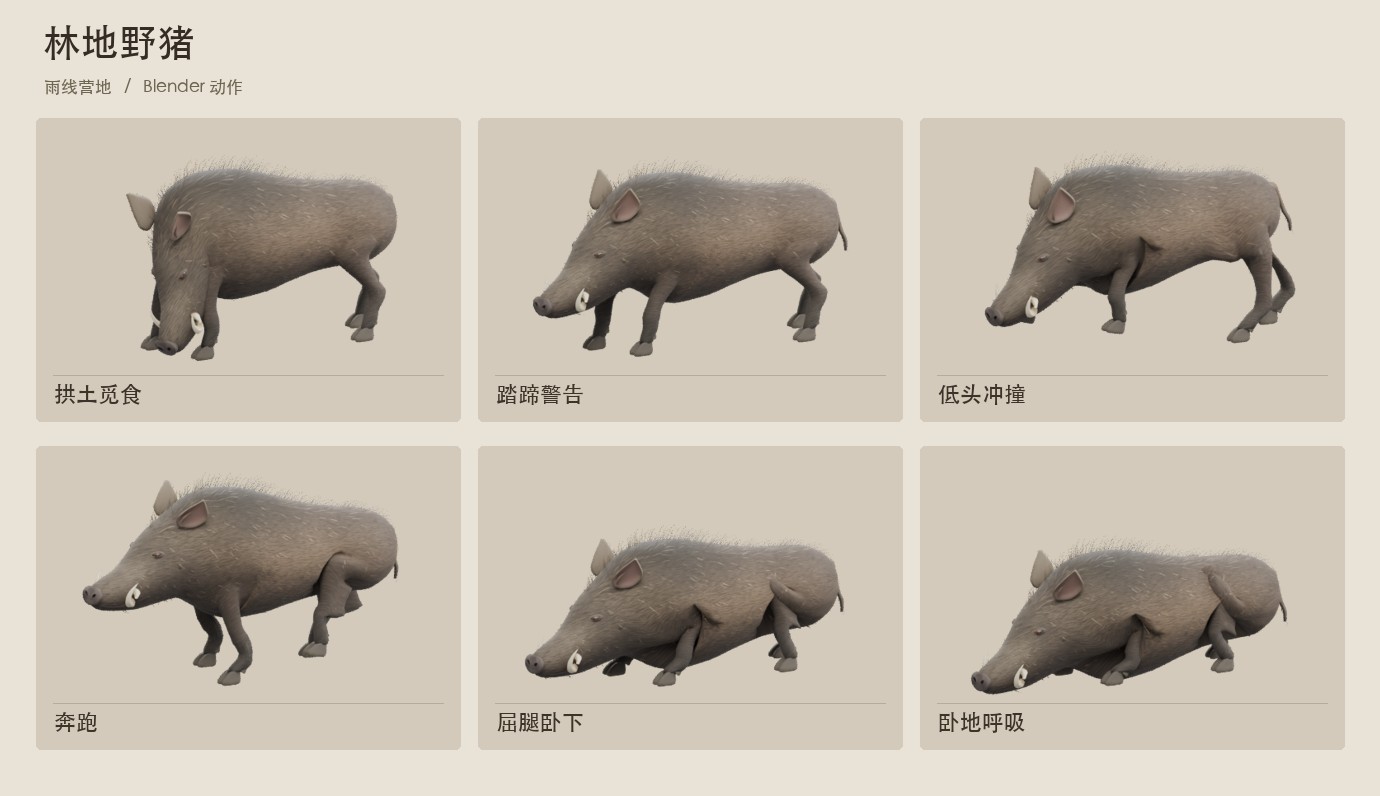 林地野猪
雨线营地 / Blender 动作
拱土觅食
踏蹄警告
低头冲撞
奔跑
屈腿卧下
卧地呼吸